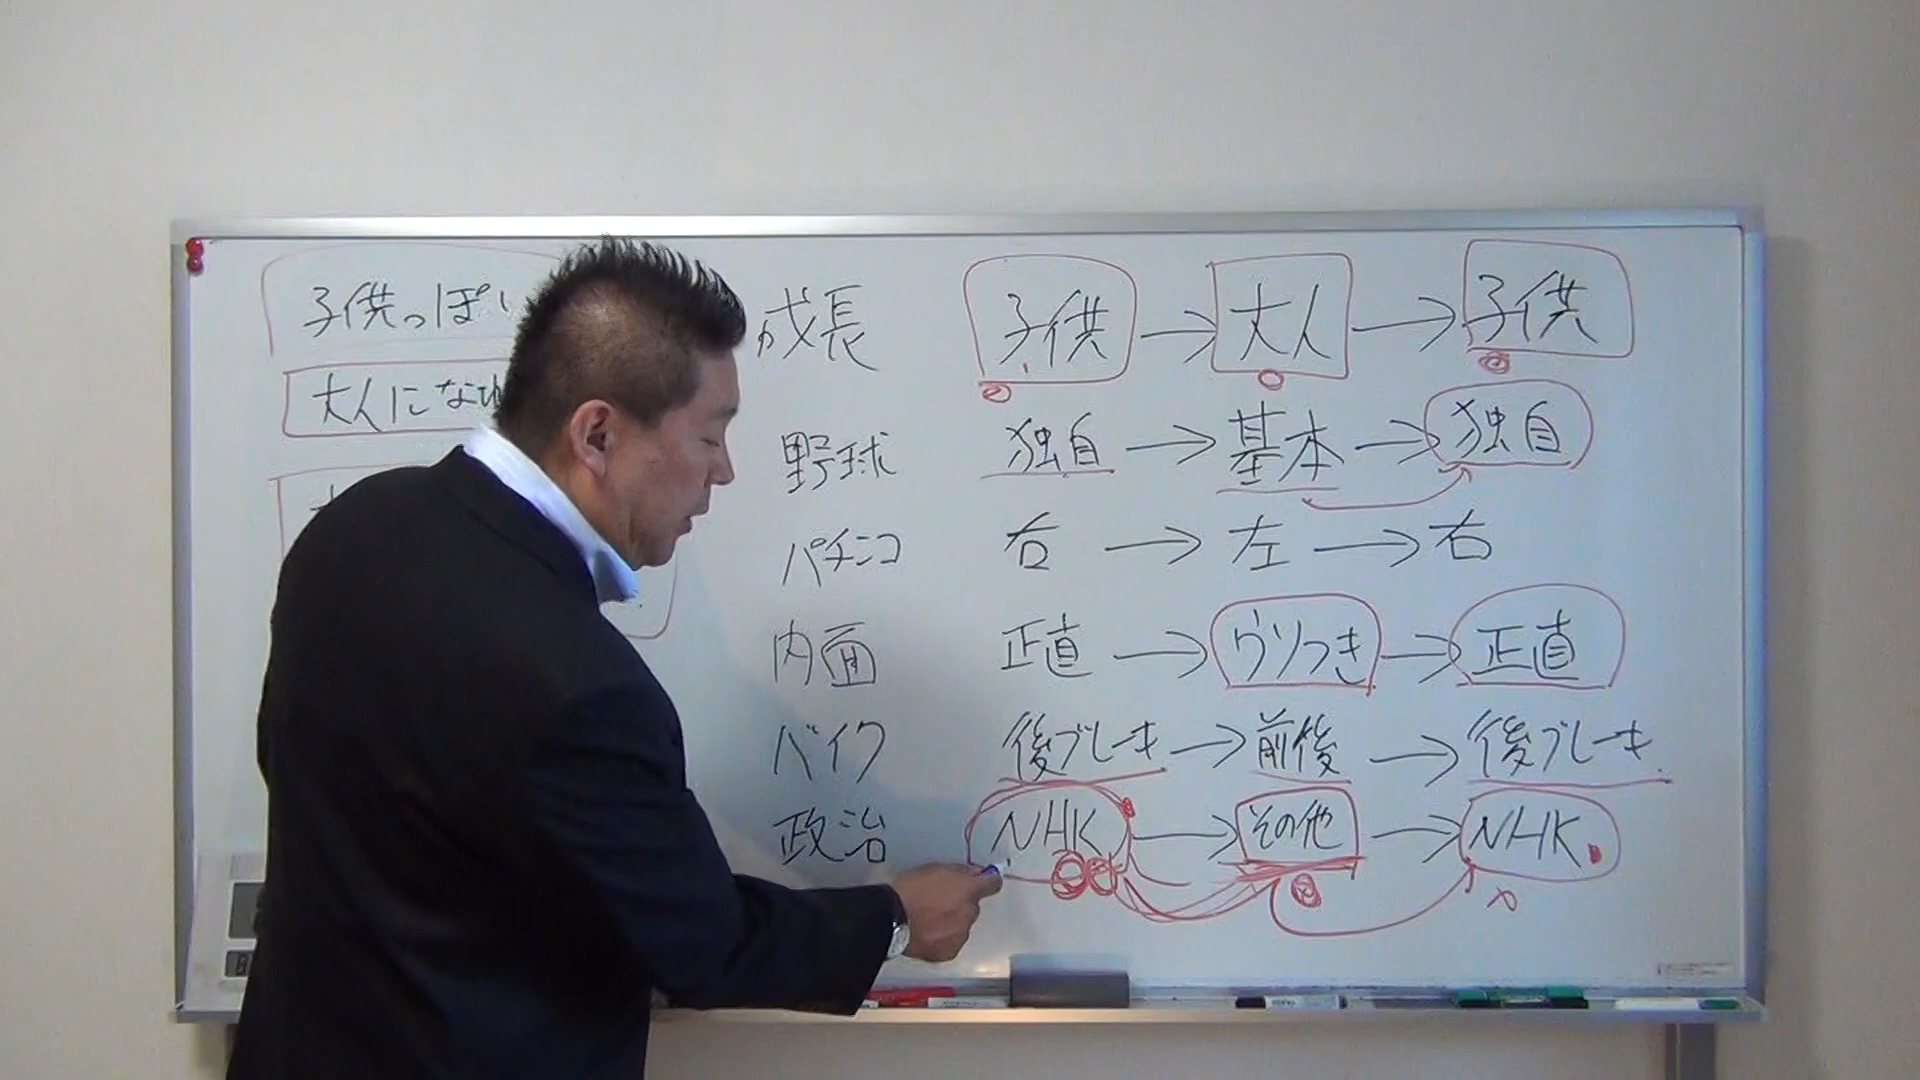 子供っぽい
大人になれ
成長 子供 → 大人 → 子供
野球 独自 → 基本 → 独自
パチンコ 右 → 左 → 右
内面 正直 → ウソつき → 正直
バイク 後ブレーキ → 前後 → 後ブレーキ
政治 NHK → その他 → NHK